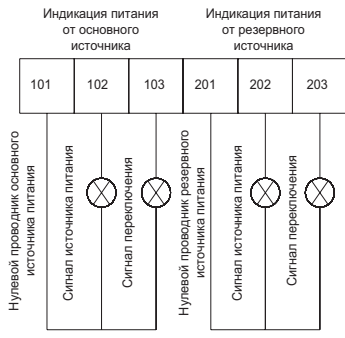 Индикация питания
от основного
источника
Индикация питания
от резервного
источника
101
102
103
201
202
203
Нулевой проводник основного
источника питания
Сигнал источника питания
Сигнал переключения
Нулевой проводник резервного
источника питания
Сигнал источника питания
Сигнал переключения